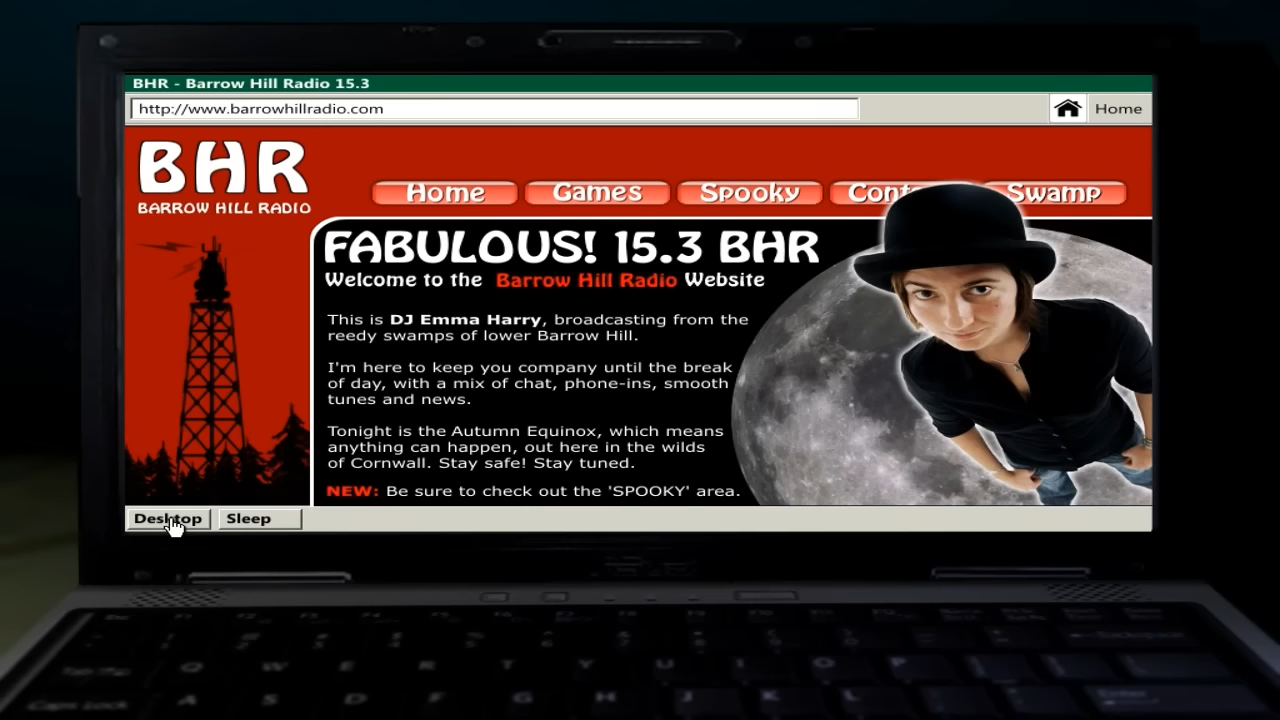 BHR - Barrow Hill Radio 15.3
http://www.barrowhillradio.com
Home
BHR
BARROW HILL RADIO
Home Games Spooky Swamp
FABULOUS! 15.3 BHR
Welcome to the Barrow Hill Radio Website
This is DJ Emma Harry, broadcasting from the
reedy swamps of lower Barrow Hill.
I'm here to keep you company until the break
of day, with a mix of chat, phone-ins, smooth
tunes and news.
Tonight is the Autumn Equinox, which means
anything can happen, out here in the wilds
of Cornwall. Stay safe! Stay tuned.
NEW: Be sure to check out the 'SPOOKY' area.
Desktop Sleep
Q W E R T Y U I O P
Caps Lock A S D F G H J K L